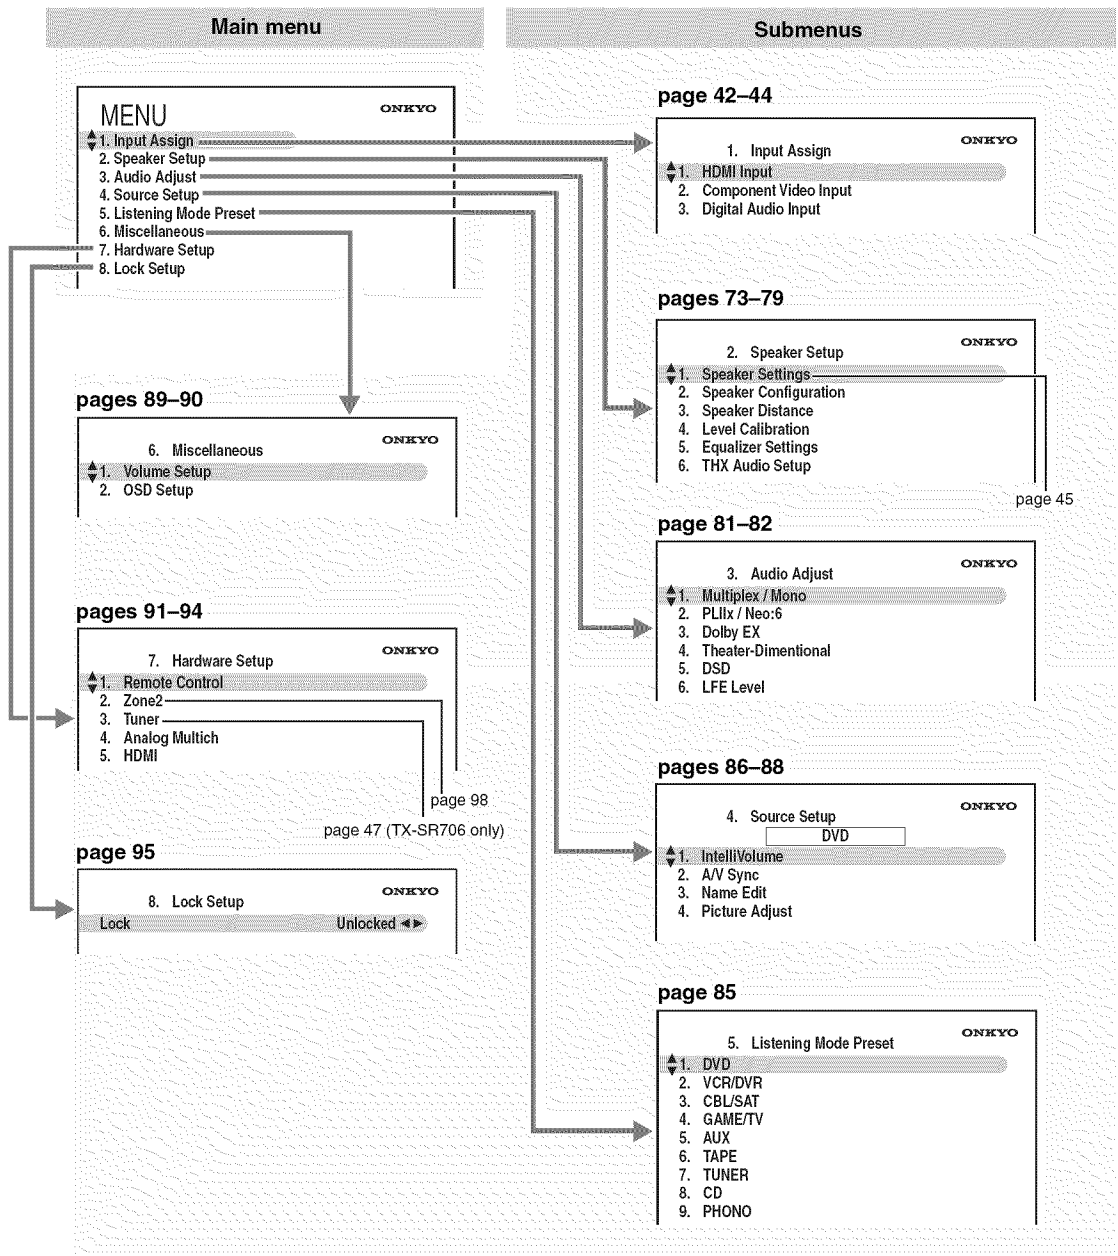 Main menu
MENU
ONKYO
1. Input Assign
2. Speaker Setup
3. Audio Adjust
4. Source Setup
5. Listening Mode Preset
6. Miscellaneous
7. Hardware Setup
8. Lock Setup
pages 89–90
ONKYO
6. Miscellaneous
1. Volume Setup
2. OSD Setup
pages 91–94
ONKYO
7. Hardware Setup
1. Remote Control
2. Zone2
3. Tuner
4. Analog Multich
5. HDMI
page 98
page 47 (TX-SR706 only)
page 95
ONKYO
8. Lock Setup
Lock Unlocked
Submenus
page 42–44
ONKYO
1. Input Assign
1. HDMI Input
2. Component Video Input
3. Digital Audio Input
pages 73–79
ONKYO
2. Speaker Setup
1. Speaker Settings
2. Speaker Configuration
3. Speaker Distance
4. Level Calibration
5. Equalizer Settings
6. THX Audio Setup
page 45
page 81–82
ONKYO
3. Audio Adjust
1. Multiplex / Mono
2. PLIIx / Neo:6
3. Dolby EX
4. Theater-Dimentional
5. DSD
6. LFE Level
pages 86–88
ONKYO
4. Source Setup
DVD
1. IntelliVolume
2. A/V Sync
3. Name Edit
4. Picture Adjust
page 85
ONKYO
5. Listening Mode Preset
1. DVD
2. VCR/DVR
3. CBL/SAT
4. GAME/TV
5. AUX
6. TAPE
7. TUNER
8. CD
9. PHONO